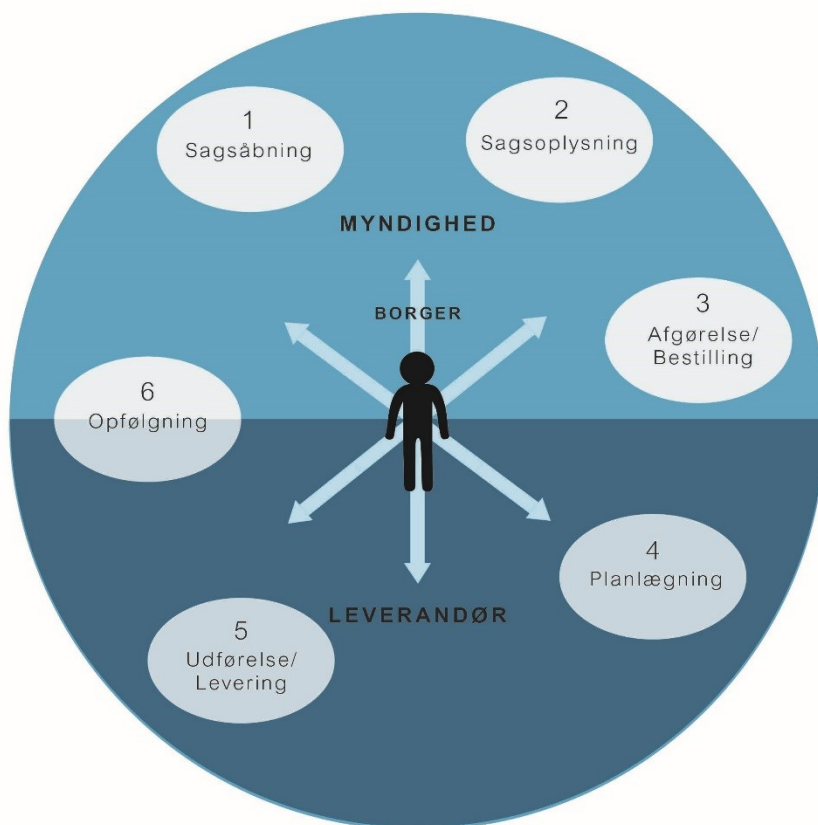 1
Sagsåbning
2
Sagsoplysning
MYNDIGHED
BORGER
3
Afgørelse/
Bestilling
6
Opfølgning
4
Planlægning
LEVERANDØR
5
Udførelse/
Levering